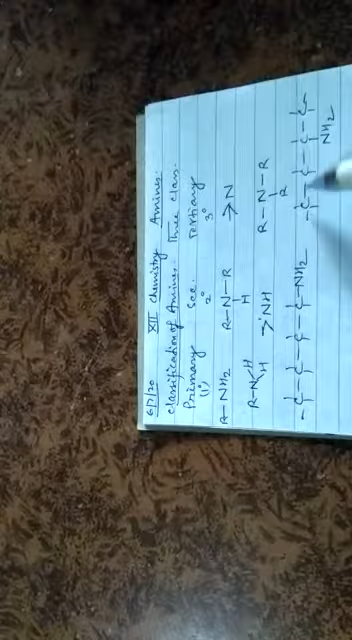 6/7/20 XII Chemistry Amines.
Classification of Amines. Three Class.
Primary Sec. Tertiary
(1°) 2° 3°
R-NH2 R-N-R >N
H
R-N<H
H >NH R-N-R
R
-C-C-C-C-NH2 -C-C-C-C-
NH2